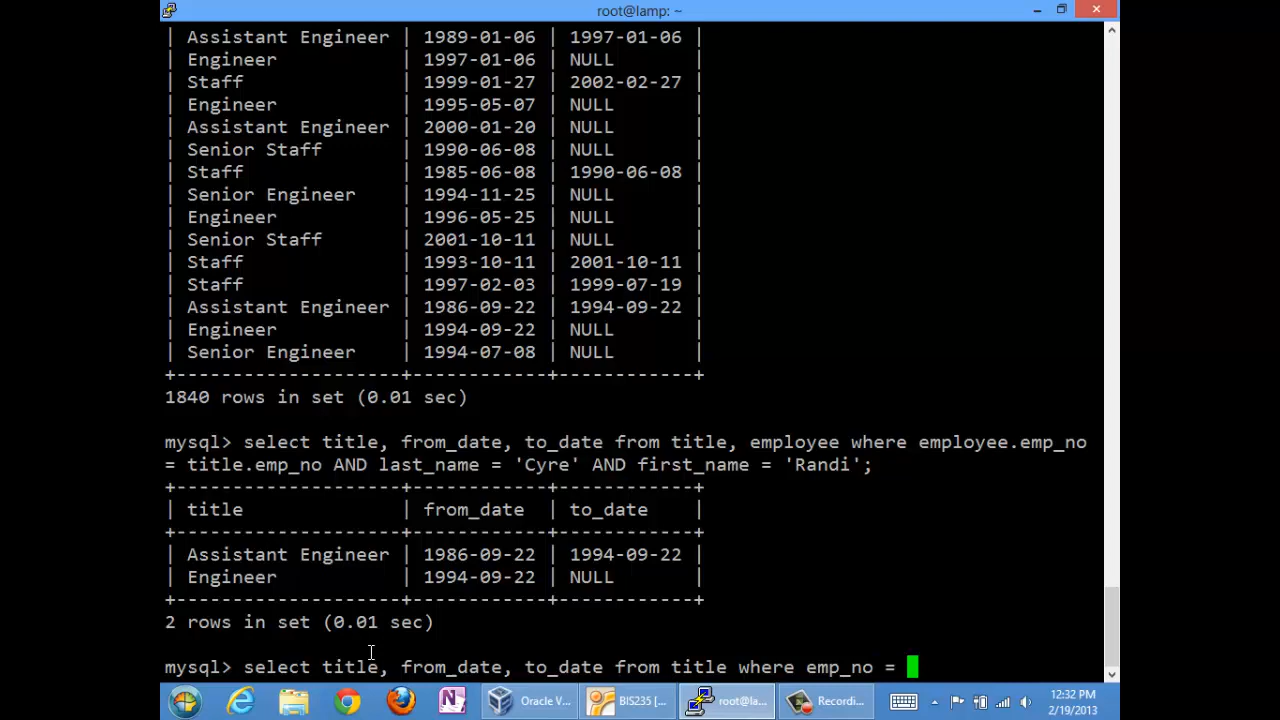 root@lamp: ~
| Assistant Engineer | 1989-01-06 | 1997-01-06 |
| Engineer | 1997-01-06 | NULL |
| Staff | 1999-01-27 | 2002-02-27 |
| Engineer | 1995-05-07 | NULL |
| Assistant Engineer | 2000-01-20 | NULL |
| Senior Staff | 1990-06-08 | NULL |
| Staff | 1985-06-08 | 1990-06-08 |
| Senior Engineer | 1994-11-25 | NULL |
| Engineer | 1996-05-25 | NULL |
| Senior Staff | 2001-10-11 | NULL |
| Staff | 1993-10-11 | 2001-10-11 |
| Staff | 1997-02-03 | 1999-07-19 |
| Assistant Engineer | 1986-09-22 | 1994-09-22 |
| Engineer | 1994-09-22 | NULL |
| Senior Engineer | 1994-07-08 | NULL |
+--------------------+------------+------------+
1840 rows in set (0.01 sec)
mysql> select title, from_date, to_date from title, employee where employee.emp_no
= title.emp_no AND last_name = 'Cyre' AND first_name = 'Randi';
+--------------------+------------+------------+
| title | from_date | to_date |
+--------------------+------------+------------+
| Assistant Engineer | 1986-09-22 | 1994-09-22 |
| Engineer | 1994-09-22 | NULL |
+--------------------+------------+------------+
2 rows in set (0.01 sec)
mysql> select title, from_date, to_date from title where emp_no =
Oracle V... BIS235 [... root@la... Recordi... 12:32 PM
2/19/2013